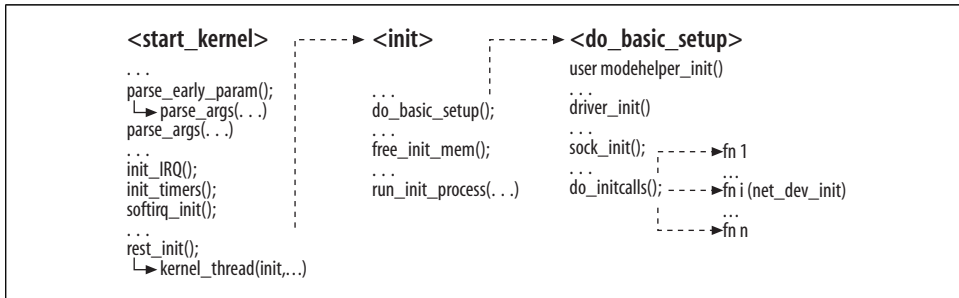 <start_kernel>
. . .
parse_early_param();
parse_args(. . .)
parse_args(. . .)
. . .
init_IRQ();
init_timers();
softirq_init();
. . .
rest_init();
kernel_thread(init,...)
<init>
. . .
do_basic_setup();
. . .
free_init_mem();
. . .
run_init_process(. . .)
<do_basic_setup>
user modehelper_init()
. . .
driver_init()
. . .
sock_init();
. . .
do_initcalls();
fn 1
...
fn i (net_dev_init)
...
fn n